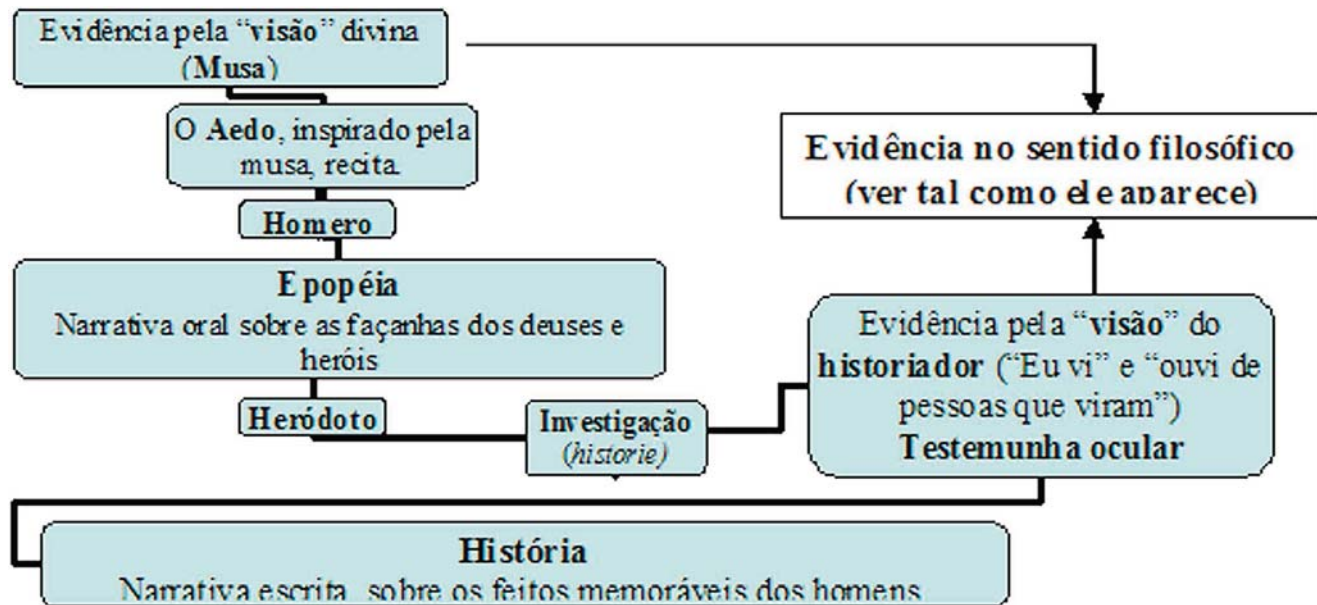 Evidência pela “visão” divina
(Musa)
O Aedo, inspirado pela
musa, recita.
Homero
Epopéia
Narrativa oral sobre as façanhas dos deuses e
heróis
Heródoto
Investigação
(historie)
Evidência no sentido filosófico
(ver tal como ele aparece)
Evidência pela “visão” do
historiador (“Eu vi” e “ouvi de
pessoas que viram”)
Testemunha ocular
História
Narrativa escrita sobre os feitos memoráveis dos homens